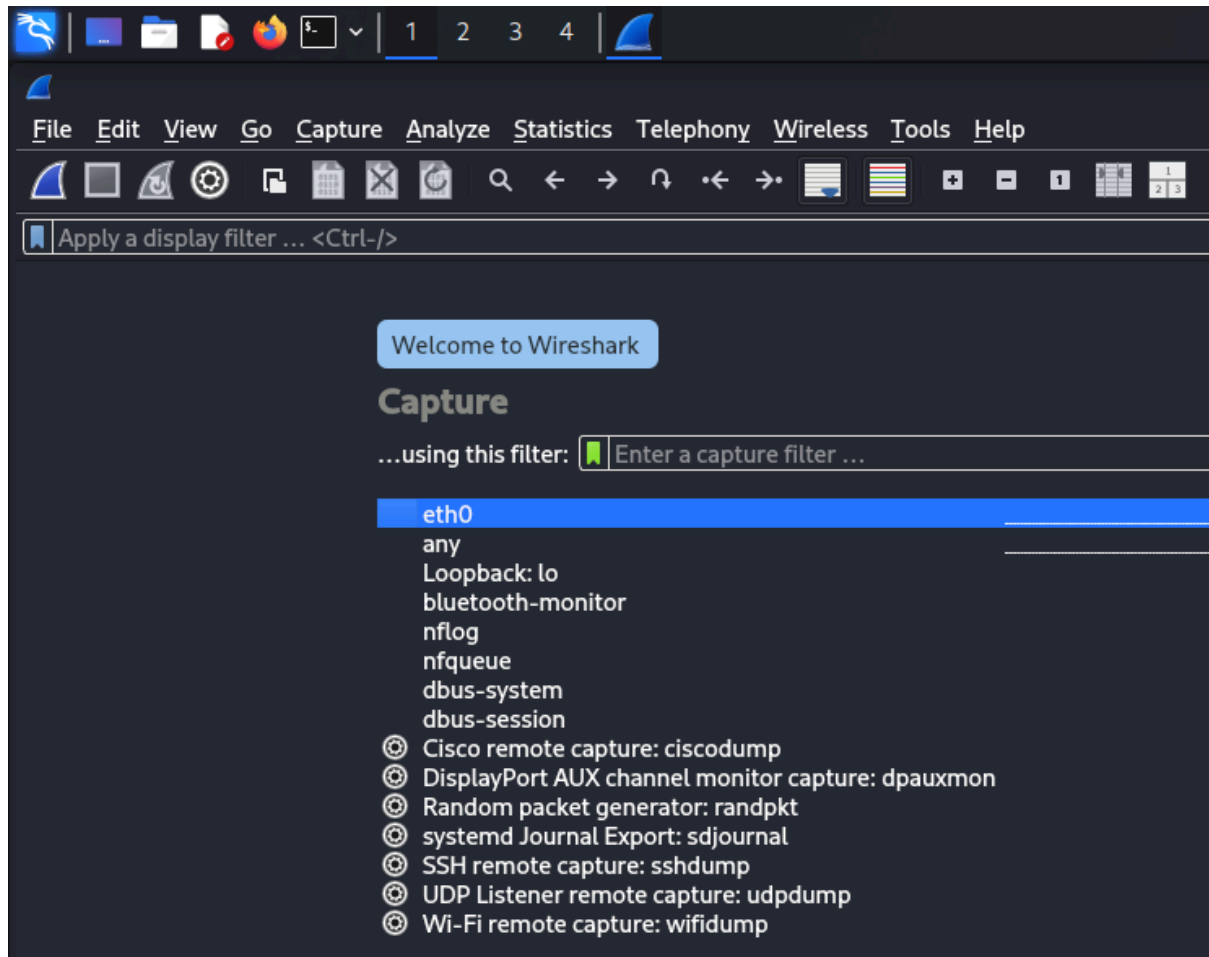 1 2 3 4
File Edit View Go Capture Analyze Statistics Telephony Wireless Tools Help
Apply a display filter ... <Ctrl-/>
Welcome to Wireshark
Capture
...using this filter: Enter a capture filter ...
eth0
any
Loopback: lo
bluetooth-monitor
nflog
nfqueue
dbus-system
dbus-session
Cisco remote capture: ciscodump
DisplayPort AUX channel monitor capture: dpauxmon
Random packet generator: randpkt
systemd Journal Export: sdjournal
SSH remote capture: sshdump
UDP Listener remote capture: udpdump
Wi-Fi remote capture: wifidump